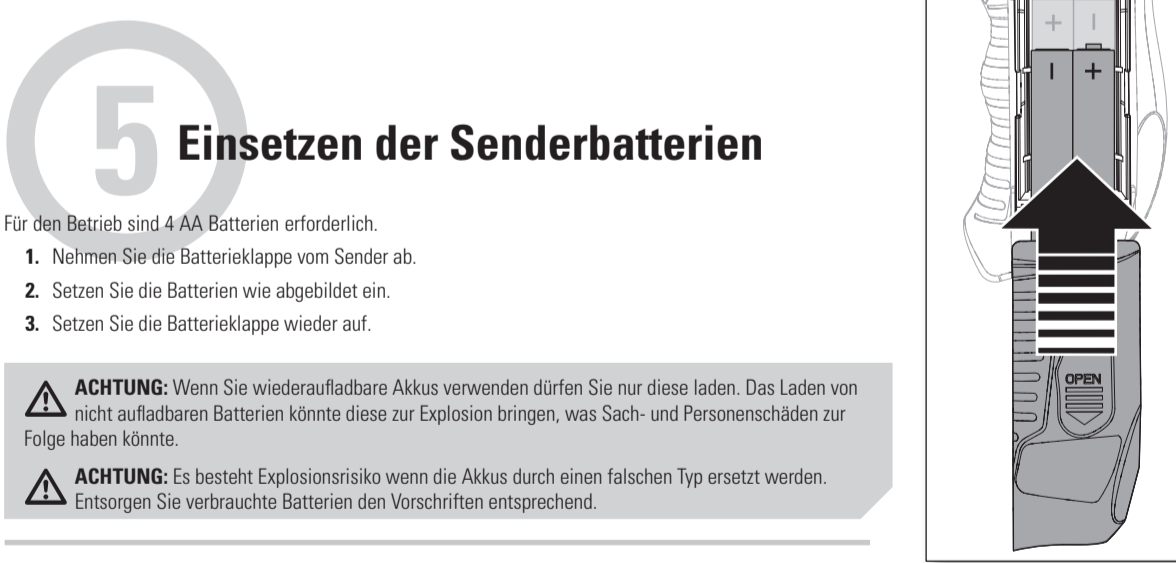 5
Einsetzen der Senderbatterien
Für den Betrieb sind 4 AA Batterien erforderlich.
1. Nehmen Sie die Batterieklappe vom Sender ab.
2. Setzen Sie die Batterien wie abgebildet ein.
3. Setzen Sie die Batterieklappe wieder auf.
ACHTUNG: Wenn Sie wiederaufladbare Akkus verwenden dürfen Sie nur diese laden. Das Laden von
nicht aufladbaren Batterien könnte diese zur Explosion bringen, was Sach- und Personenschäden zur
Folge haben könnte.
ACHTUNG: Es besteht Explosionsrisiko wenn die Akkus durch einen falschen Typ ersetzt werden.
Entsorgen Sie verbrauchte Batterien den Vorschriften entsprechend.
+ −
− +
OPEN